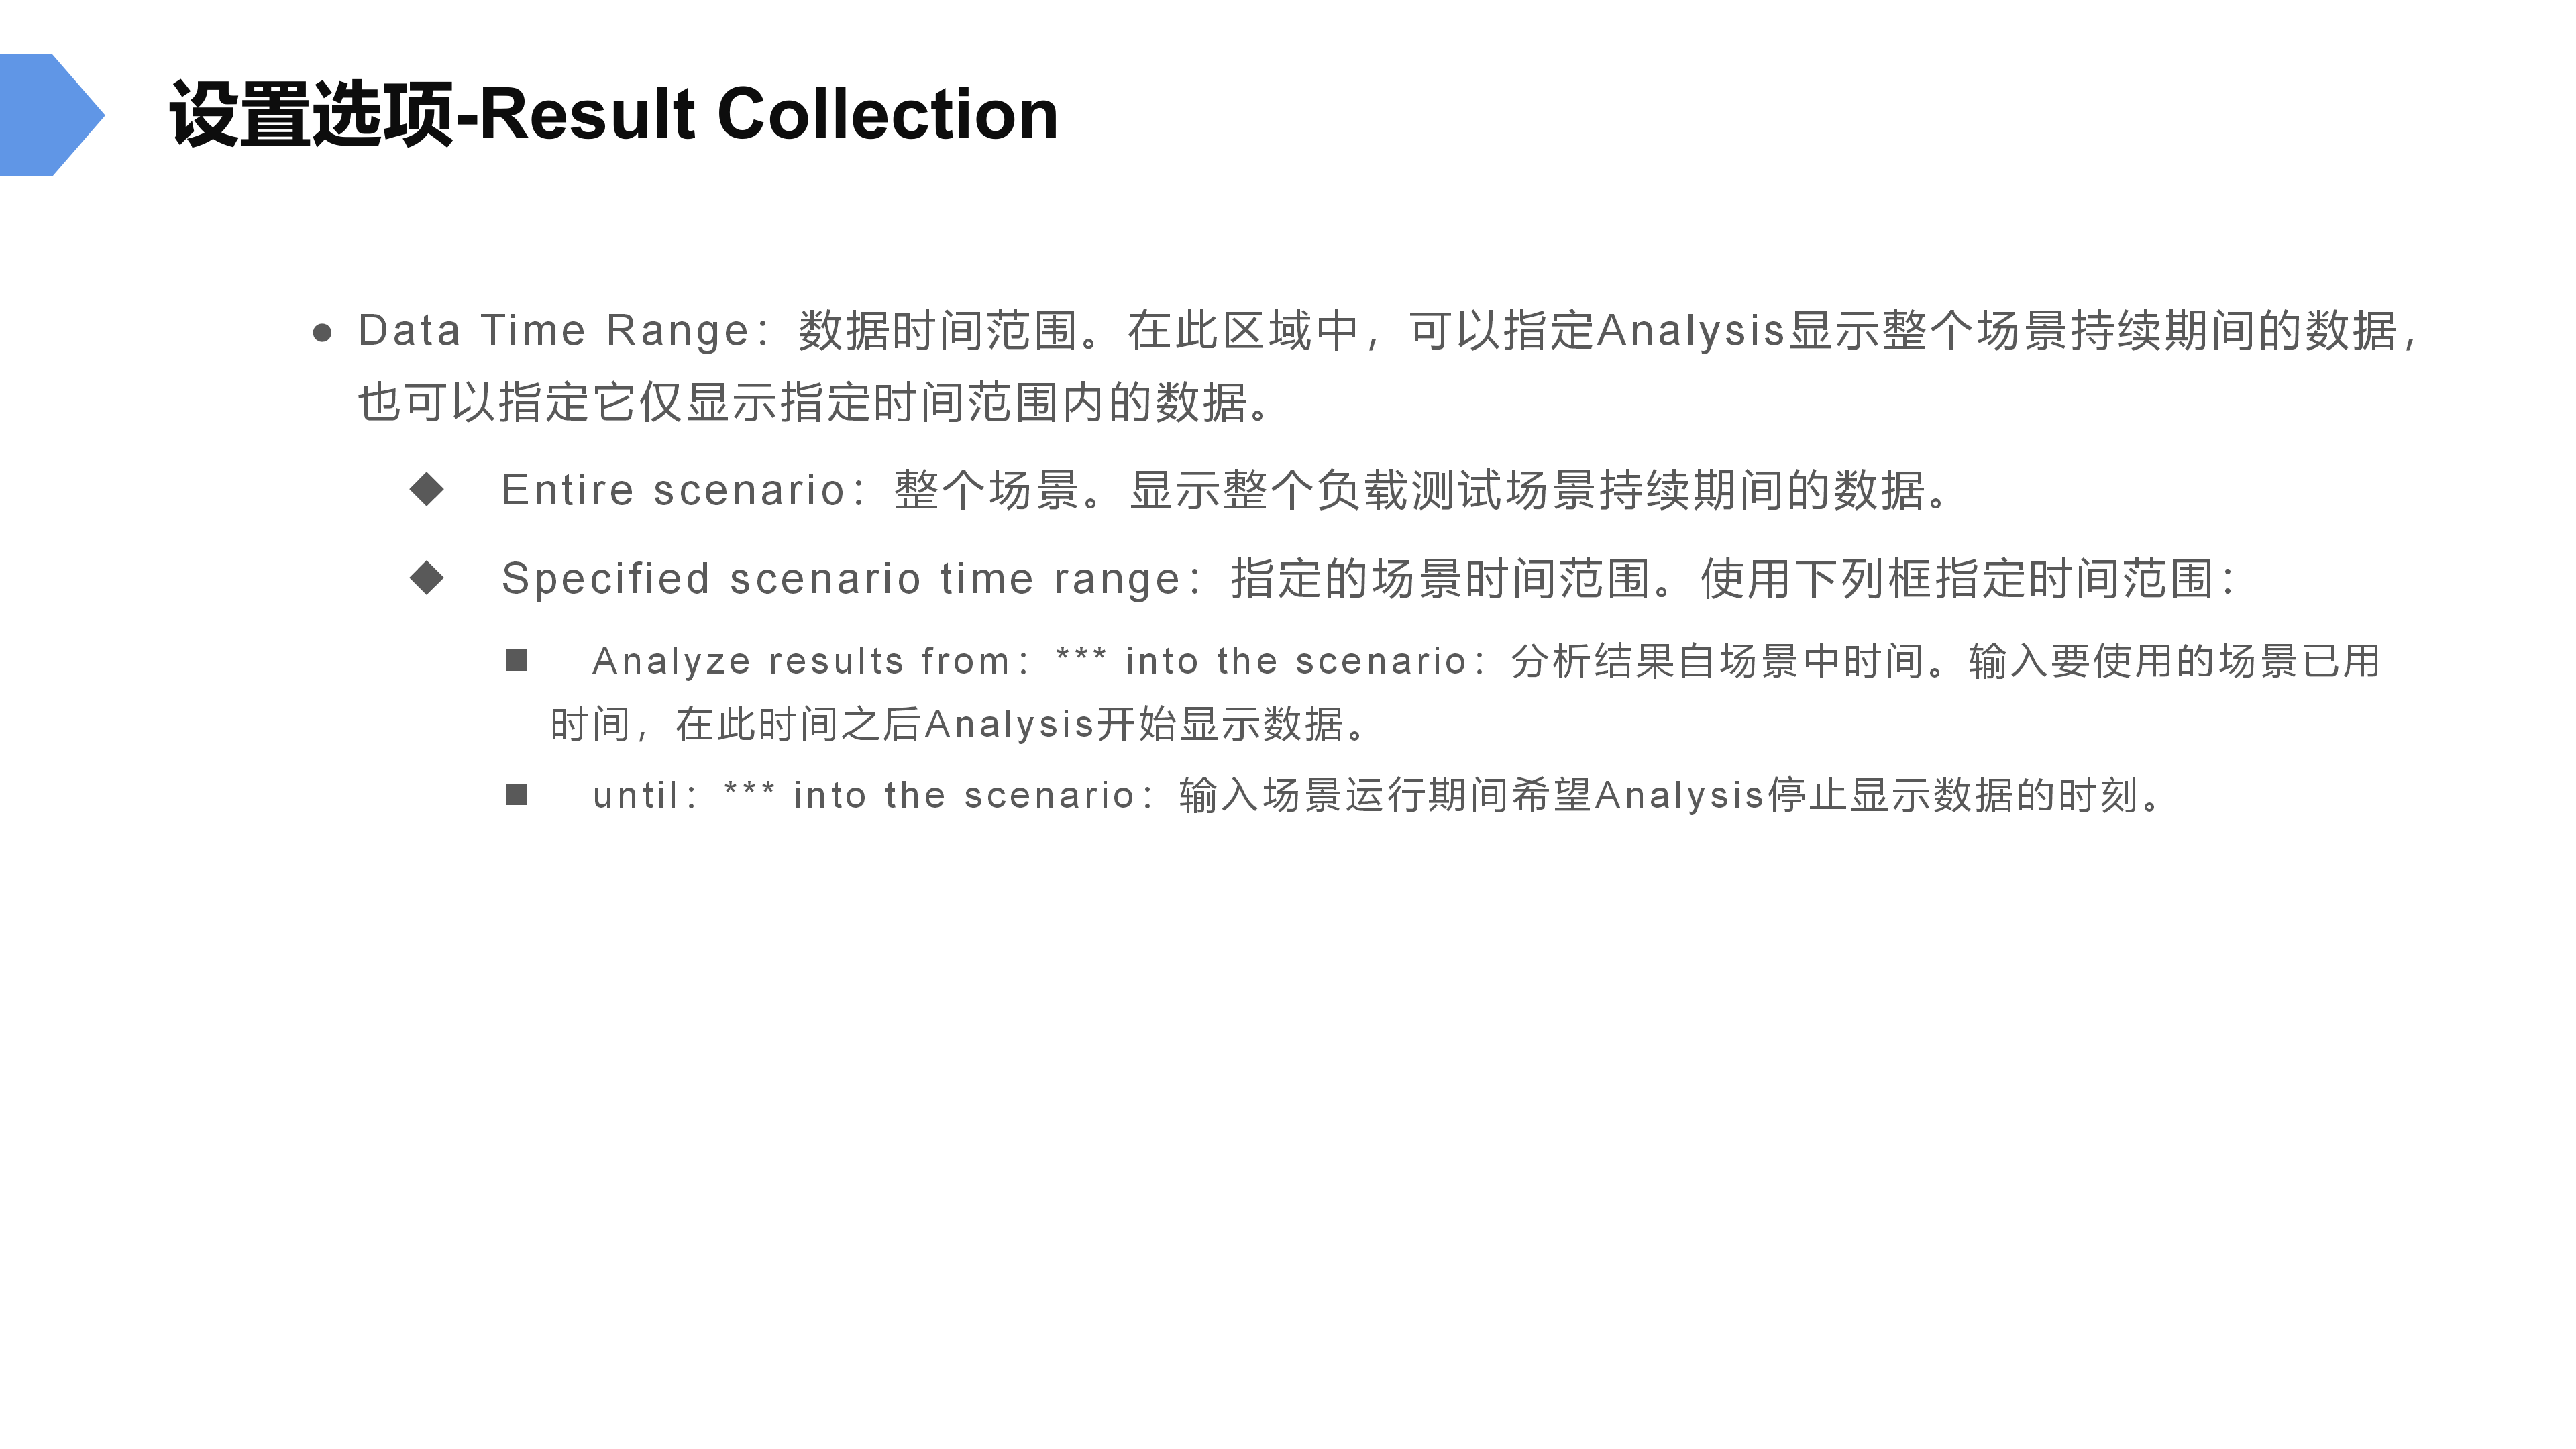 设置选项-Result Collection
● Data Time Range：数据时间范围。在此区域中，可以指定Analysis显示整个场景持续期间的数据，
也可以指定它仅显示指定时间范围内的数据。
◆ Entire scenario：整个场景。显示整个负载测试场景持续期间的数据。
◆ Specified scenario time range：指定的场景时间范围。使用下列框指定时间范围：
■ Analyze results from：*** into the scenario：分析结果自场景中时间。输入要使用的场景已用
时间，在此时间之后Analysis开始显示数据。
■ until：*** into the scenario：输入场景运行期间希望Analysis停止显示数据的时刻。